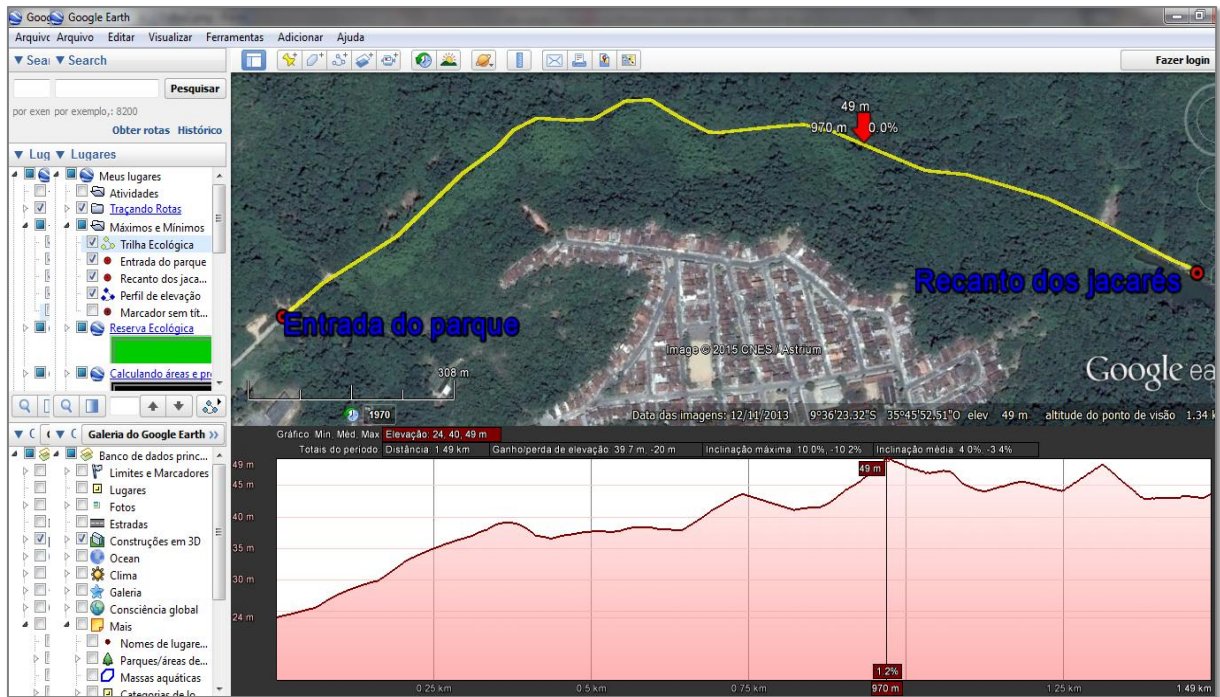 Goog Google Earth
Arquivc Arquivo Editar Visualizar Ferramentas Adicionar Ajuda
▼ Sea ▼ Search
Fazer login
Pesquisar
por exen por exemplo,: 8200
Obter rotas Histórico
▼ Lug ▼ Lugares
Meus lugares
Atividades
Traçando Rotas
Máximos e Mínimos
Trilha Ecológica
Entrada do parque
Recanto dos jaca...
Perfil de elevação
Marcador sem tít...
Reserva Ecológica
Calculando áreas e pr
49 m
970 m 0.0%
Recanto dos jacarés
Entrada do parque
Image © 2015 CNES / Astrium
308 m
Google ea
1970
Data das imagens: 12/11/2013 9°36'23.32"S 35°45'52.51"O elev 49 m altitude do ponto de visão 1.34 k
Galeria do Google Earth >>
Banco de dados princ...
Limites e Marcadores
Lugares
Fotos
Estradas
Construções em 3D
Ocean
Clima
Galeria
Consciência global
Mais
Nomes de lugare...
Parques/áreas de...
Massas aquáticas
Categorias de lo
Gráfico Min, Méd, Max Elevação: 24, 40, 49 m
Totais do período Distância: 1.49 km Ganho/perda de elevação: 39.7 m, -20 m Inclinação máxima: 10.0%, -10.2% Inclinação média: 4.0%, -3.4%
49 m
49 m
45 m
40 m
35 m
30 m
24 m
1.2%
0.25 km 0.5 km 0.75 km 970 m 1.25 km 1.49 km